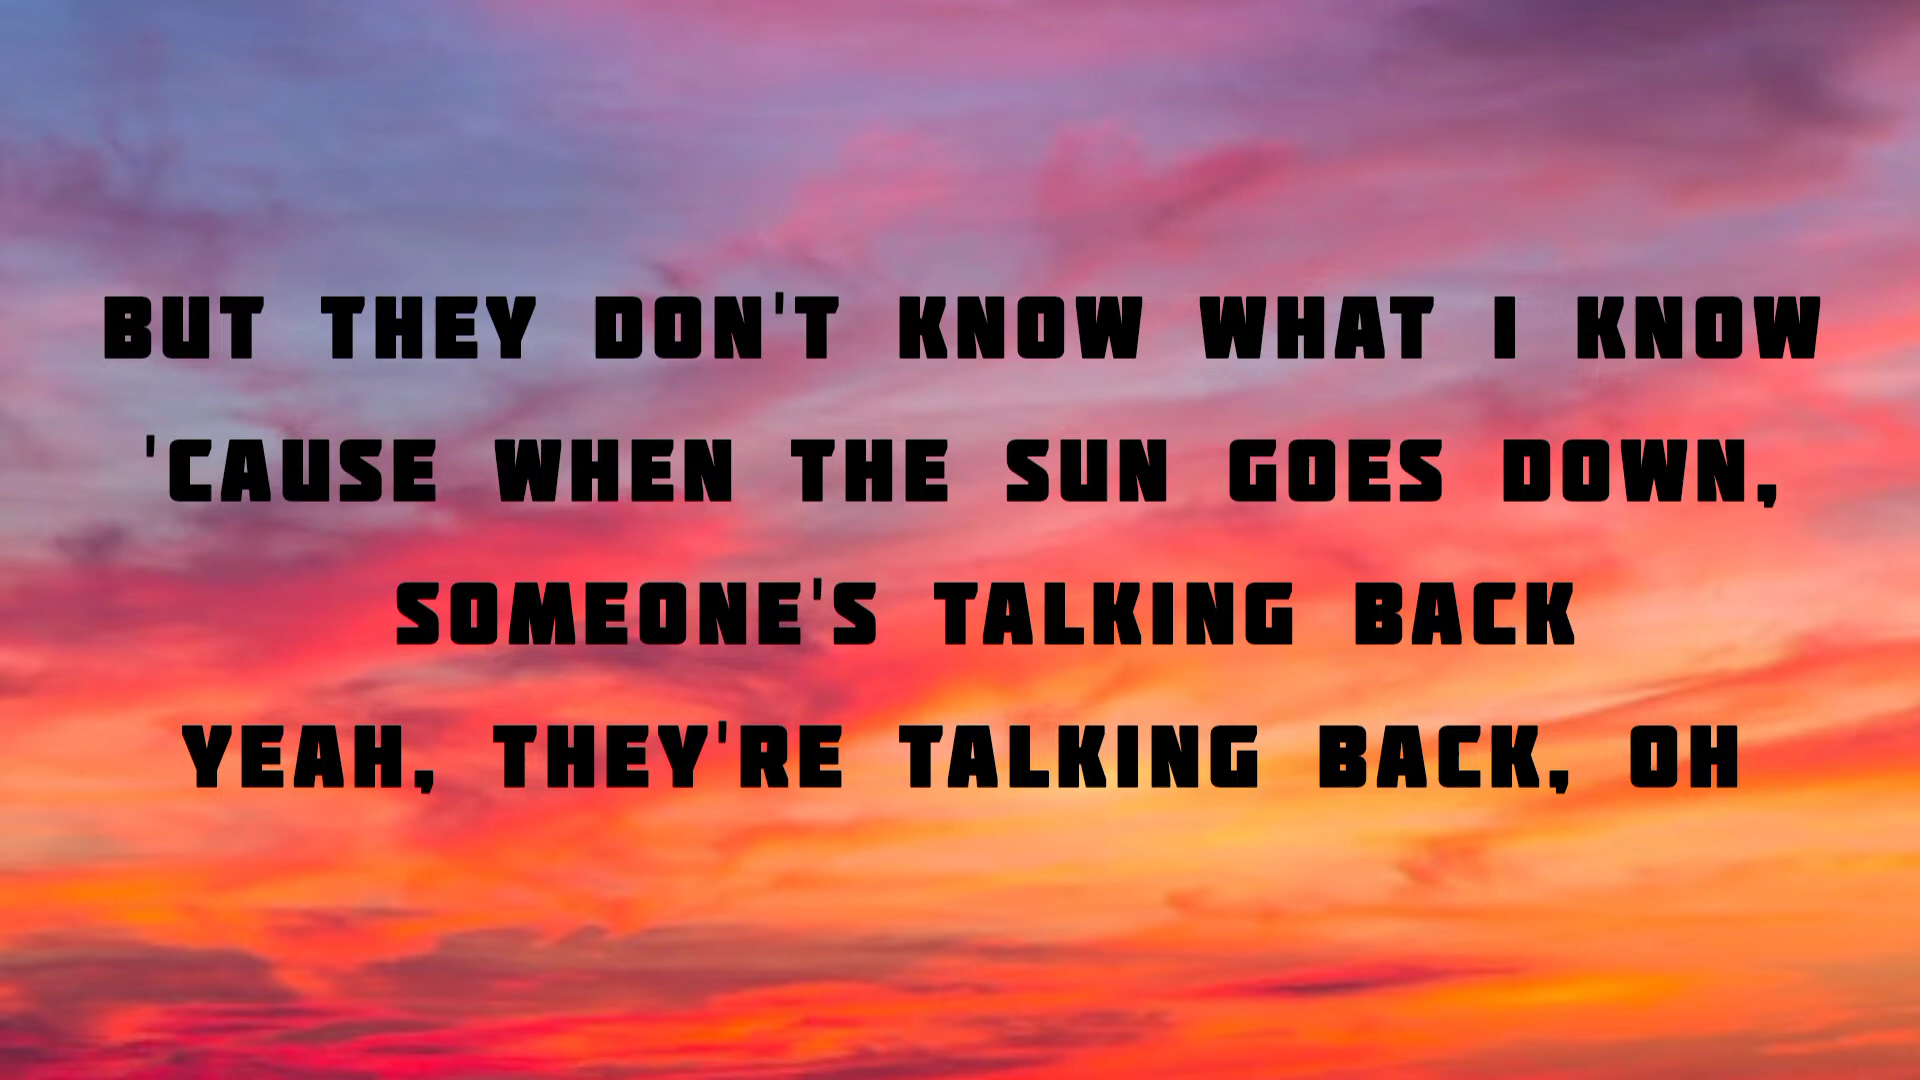 BUT THEY DON'T KNOW WHAT I KNOW
'CAUSE WHEN THE SUN GOES DOWN,
SOMEONE'S TALKING BACK
YEAH, THEY'RE TALKING BACK, OH